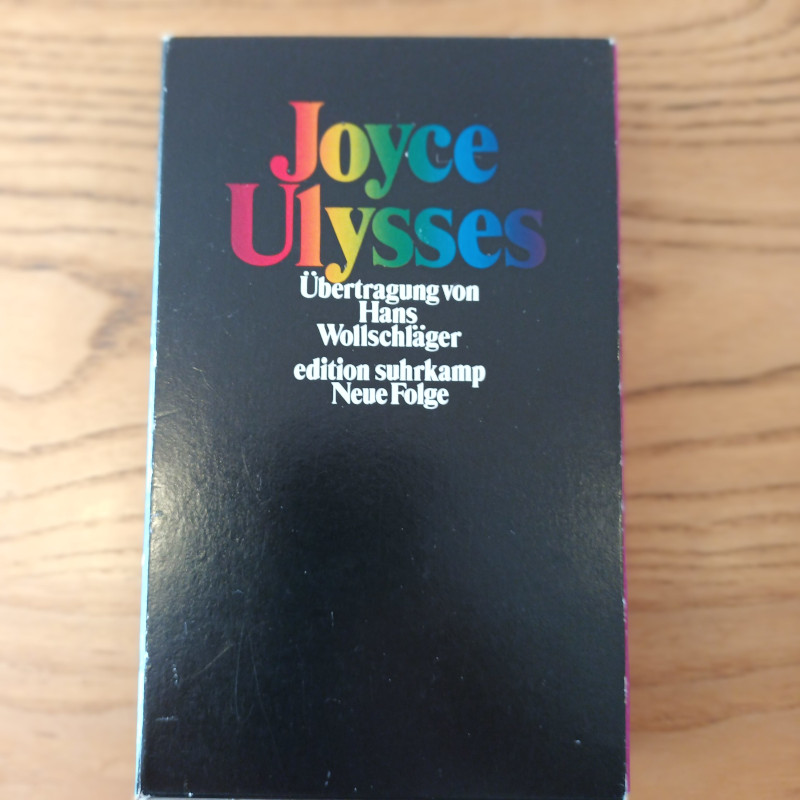 Joyce
Ulysses
Übertragung von
Hans
Wollschläger
edition suhrkamp
Neue Folge